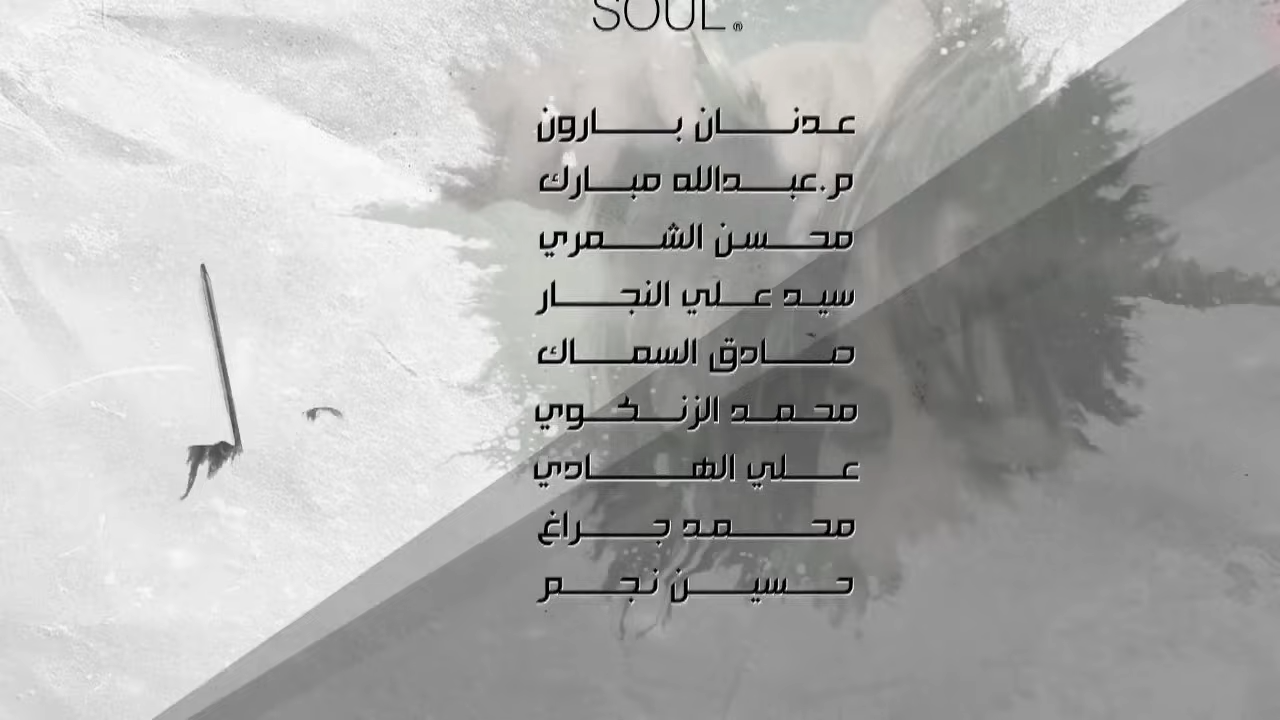 SOUL®
عدنان بارون
م.عبدالله مبارك
محسن الشمري
سيد علي النجار
صادق السماك
محمد الزنكوي
علي الهادي
محمد جراغ
حسين نجم